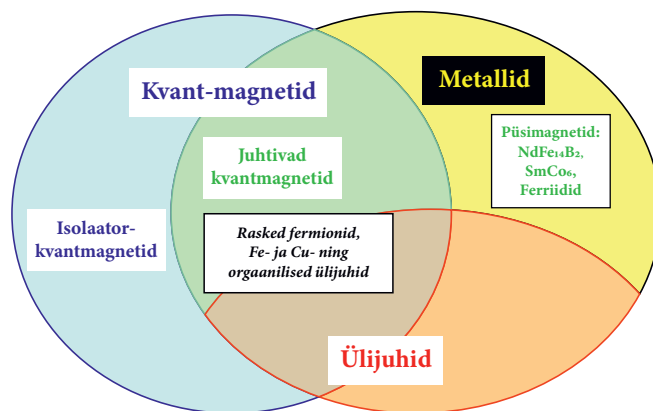 Kvant-magnetid
Metallid
Püsimagnetid:
NdFe₁₄B₂,
SmCo₆,
Ferriidid
Juhtivad
kvantmagnetid
Isolaator-
kvantmagnetid
Rasked fermionid,
Fe- ja Cu- ning
orgaanilised ülijuhid
Ülijuhid